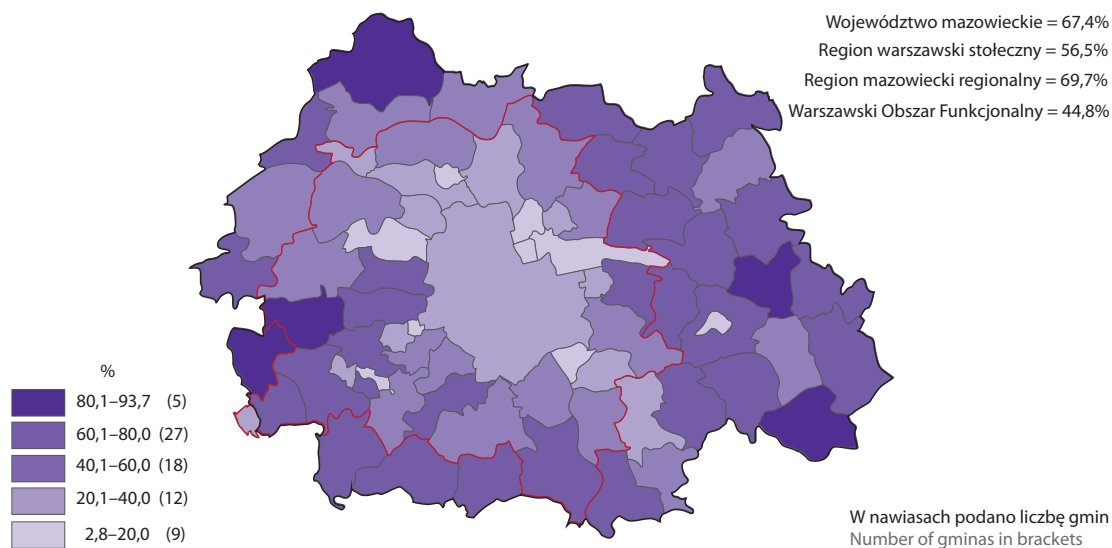 Województwo mazowieckie = 67,4%
Region warszawski stołeczny = 56,5%
Region mazowiecki regionalny = 69,7%
Warszawski Obszar Funkcjonalny = 44,8%
%
80,1–93,7 (5)
60,1–80,0 (27)
40,1–60,0 (18)
20,1–40,0 (12)
2,8–20,0 (9)
W nawiasach podano liczbę gmin
Number of gminas in brackets